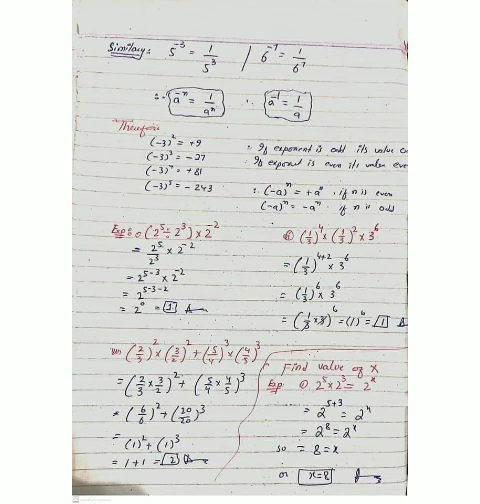 Similary: 5^-3 = 1/5^3 / 6^-7 = 1/6^7
∴ a^-n = 1/a^n ∴ a^-1 = 1/a
Therefore
(-3)^2 = +9
: If exponent is odd its value
(-3)^3 = -27
: If exponent is even its value eve
(-3)^4 = +81
(-3)^5 = -243
: (-a)^n = +a^n . if n is even
(-a)^n = -a^n . if n is odd
Exp: (2^5 ÷ 2^3) × 2^-2
= 2^5/2^3 × 2^-2
= 2^5-3 × 2^-2
= 2^5-3-2
= 2^0 = 1 A
(1/3)^4 × (1/3)^2 × 3^6
= (1/3)^4+2 × 3^6
= (1/3)^6 × 3^6
= (1/3 × 3)^6 = (1)^6 = 1 A
(2/3)^2 × (3/2)^2 + (5/4)^3 × (4/5)^3
= (2/3 × 3/2)^2 + (5/4 × 4/5)^3
= (6/6)^2 + (20/20)^3
= (1)^2 + (1)^3
= 1+1 = 2 A
Find value of x
Exp ① 2^5 × 2^3 = 2^x
= 2^5+3 = 2^x
= 2^8 = 2^x
so = 8 = x
or x=8